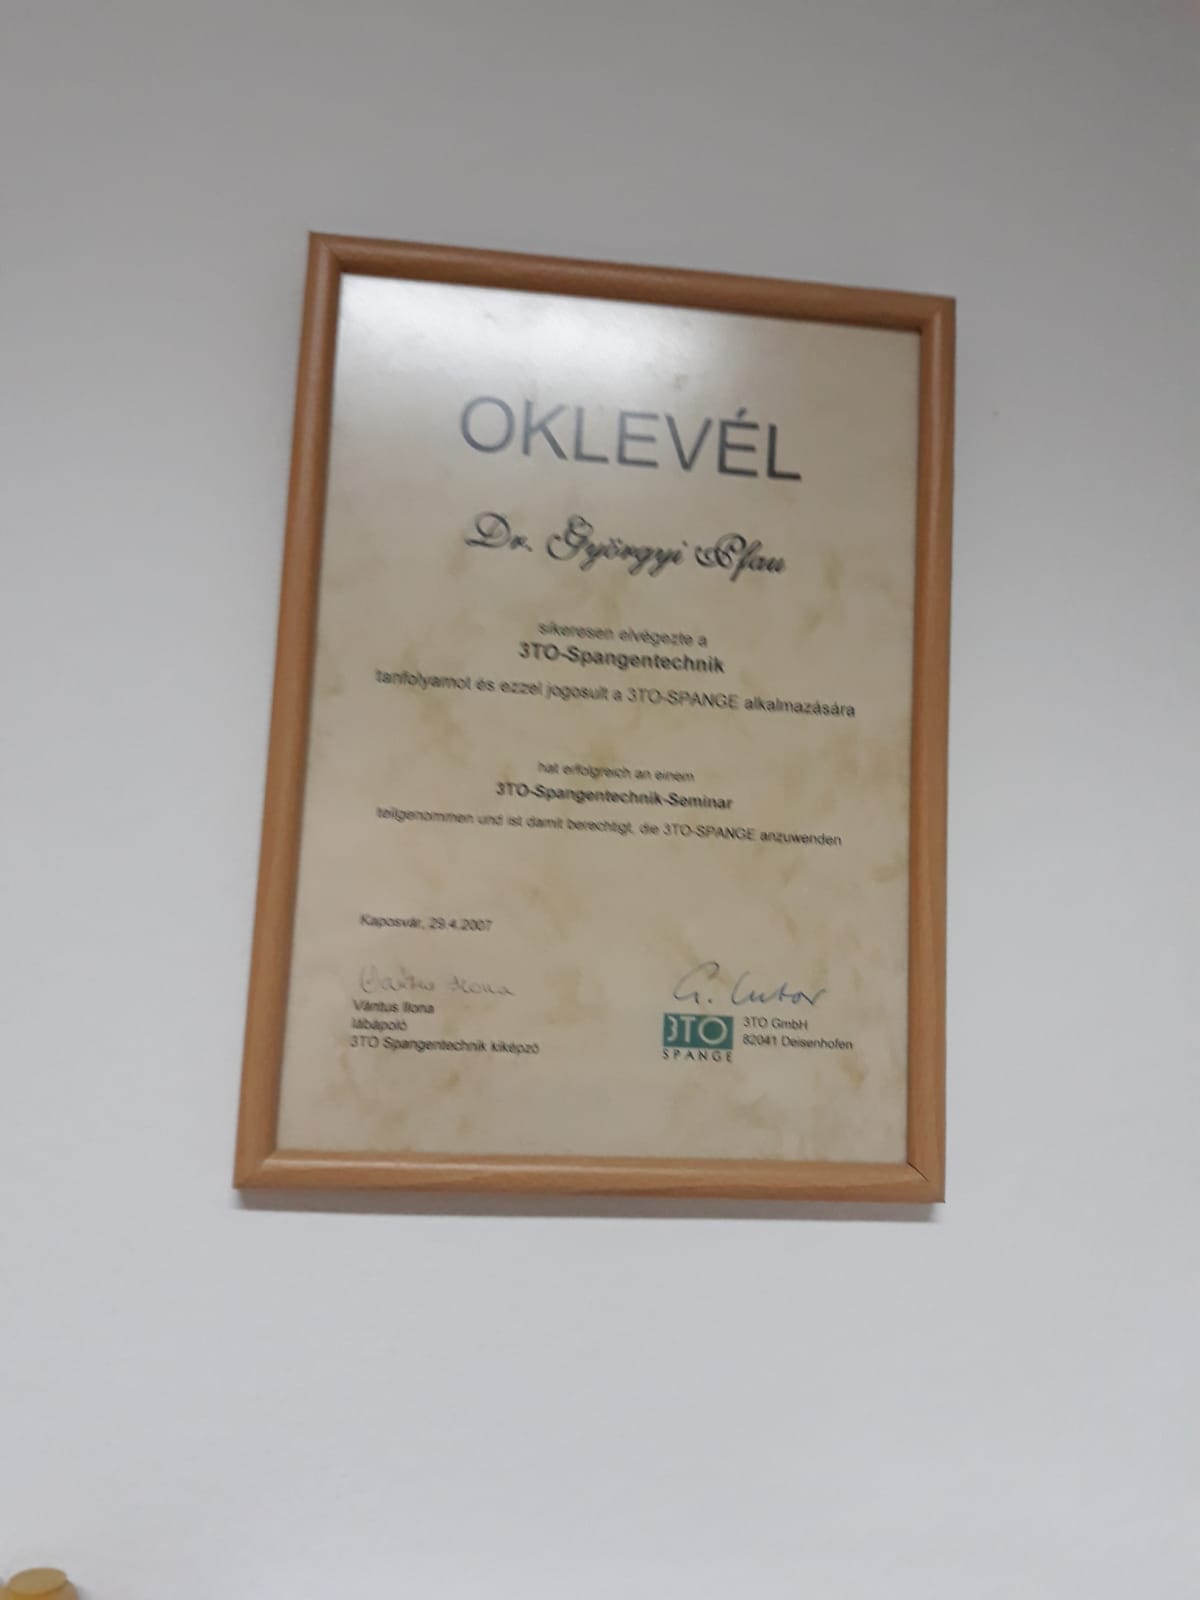 OKLEVÉL
Dr. Györgyi Pfau
sikeresen elvégezte a
3TO-Spangentechnik
tanfolyamot és ezzel jogosult a 3TO-SPANGE alkalmazására
hat erfolgreich an einem
3TO-Spangentechnik-Seminar
teilgenommen und ist damit berechtigt, die 3TO-SPANGE anzuwenden
Kaposvár, 29.4.2007
Vántus Ilona
lábápoló
3TO Spangentechnik kiképző
G. Lutor
3TO
SPANGE
3TO GmbH
82041 Deisenhofen